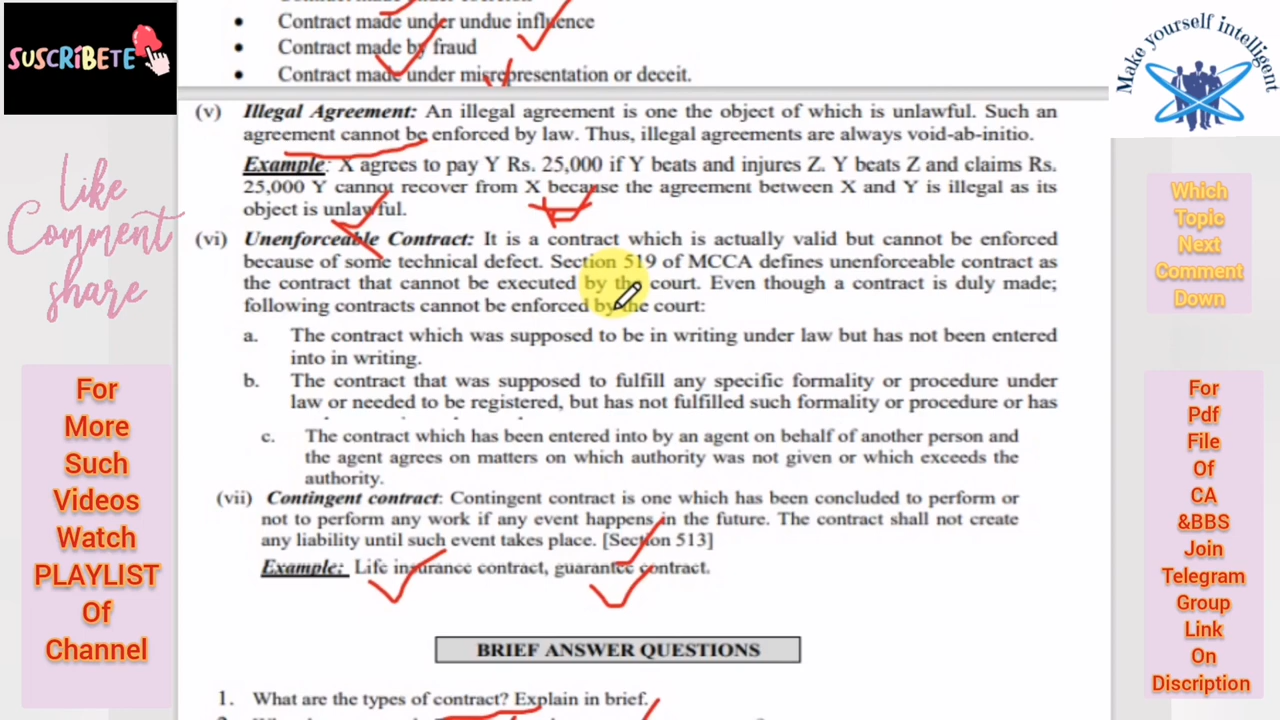 Contract made under undue influence
Contract made by fraud
Contract made under misrepresentation or deceit.
SUSCRÍBETE
Make yourself intelligent
(v) Illegal Agreement: An illegal agreement is one the object of which is unlawful. Such an
agreement cannot be enforced by law. Thus, illegal agreements are always void-ab-initio.
Example: X agrees to pay Y Rs. 25,000 if Y beats and injures Z. Y beats Z and claims Rs.
25,000 Y cannot recover from X because the agreement between X and Y is illegal as its
object is unlawful.
(vi) Unenforceable Contract: It is a contract which is actually valid but cannot be enforced
because of some technical defect. Section 519 of MCCA defines unenforceable contract as
the contract that cannot be executed by the court. Even though a contract is duly made;
following contracts cannot be enforced by the court:
a. The contract which was supposed to be in writing under law but has not been entered
into in writing.
b. The contract that was supposed to fulfill any specific formality or procedure under
law or needed to be registered, but has not fulfilled such formality or procedure or has
c. The contract which has been entered into by an agent on behalf of another person and
the agent agrees on matters on which authority was not given or which exceeds the
authority.
(vii) Contingent contract: Contingent contract is one which has been concluded to perform or
not to perform any work if any event happens in the future. The contract shall not create
any liability until such event takes place. [Section 513]
Example: Life insurance contract, guarantee contract.
BRIEF ANSWER QUESTIONS
1. What are the types of contract? Explain in brief.
like
Comment
share
For
More
Such
Videos
Watch
PLAYLIST
Of
Channel
Which
Topic
Next
Comment
Down
For
Pdf
File
Of
CA
&BBS
Join
Telegram
Group
Link
On
Discription